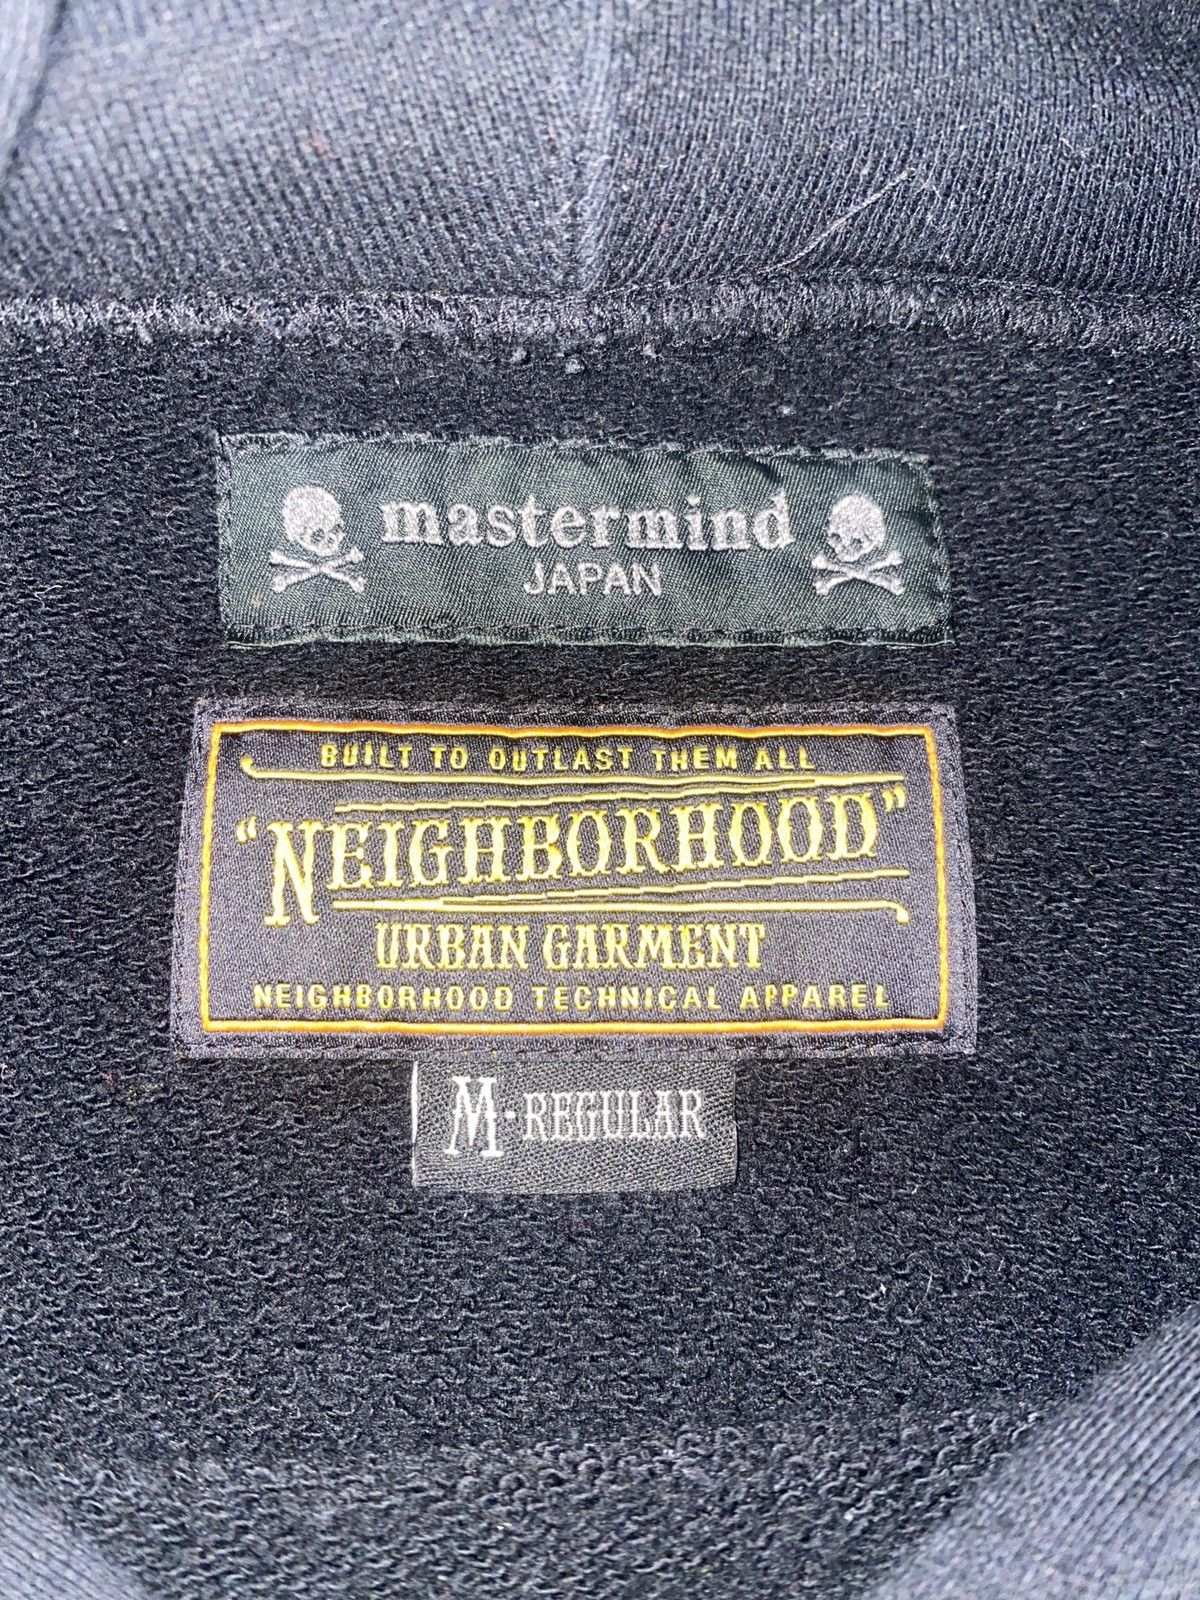 mastermind
JAPAN
BUILT TO OUTLAST THEM ALL
"NEIGHBORHOOD"
URBAN GARMENT
NEIGHBORHOOD TECHNICAL APPAREL
M-REGULAR